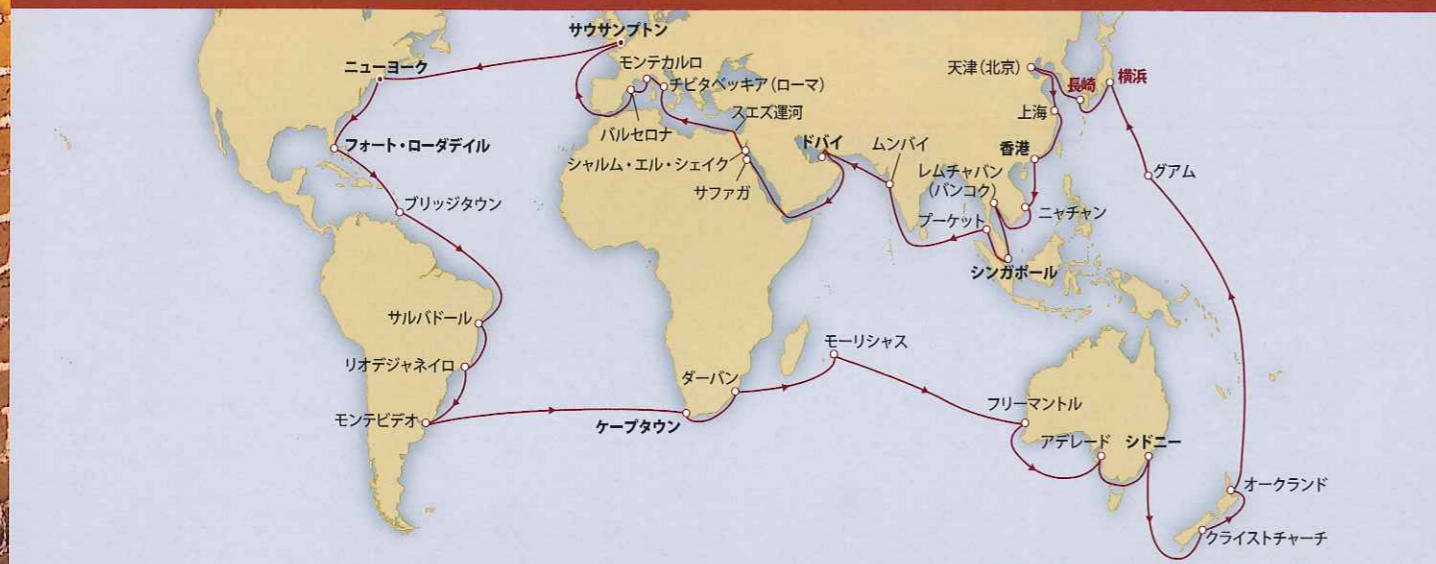 サウサンプトン
ニューヨーク
モンテカルロ
チビタベッキア（ローマ）
スエズ運河
バルセロナ
シャルム・エル・シェイク
サファガ
ドバイ
ムンバイ
天津（北京）
長崎
横浜
上海
香港
レムチャバン
（バンコク）
プーケット
ニャチャン
グアム
シンガポール
フォート・ローダデイル
ブリッジタウン
サルバドール
リオデジャネイロ
モンテビデオ
ケープタウン
ダーバン
モーリシャス
フリーマントル
アデレード
シドニー
オークランド
クライストチャーチ